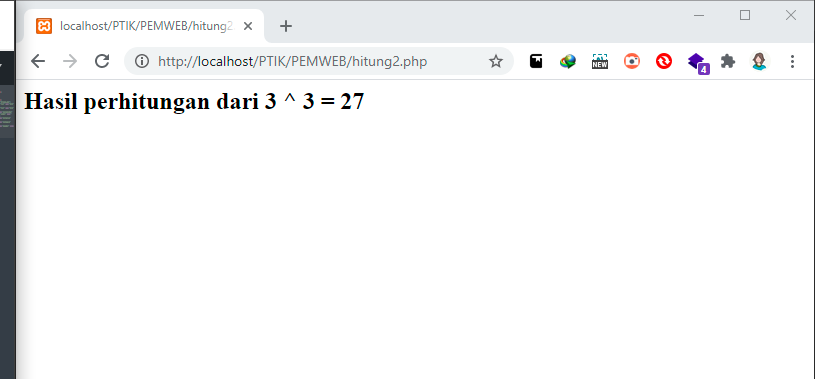 localhost/PTIK/PEMWEB/hitung2
http://localhost/PTIK/PEMWEB/hitung2.php
NEW
4
Hasil perhitungan dari 3 ^ 3 = 27